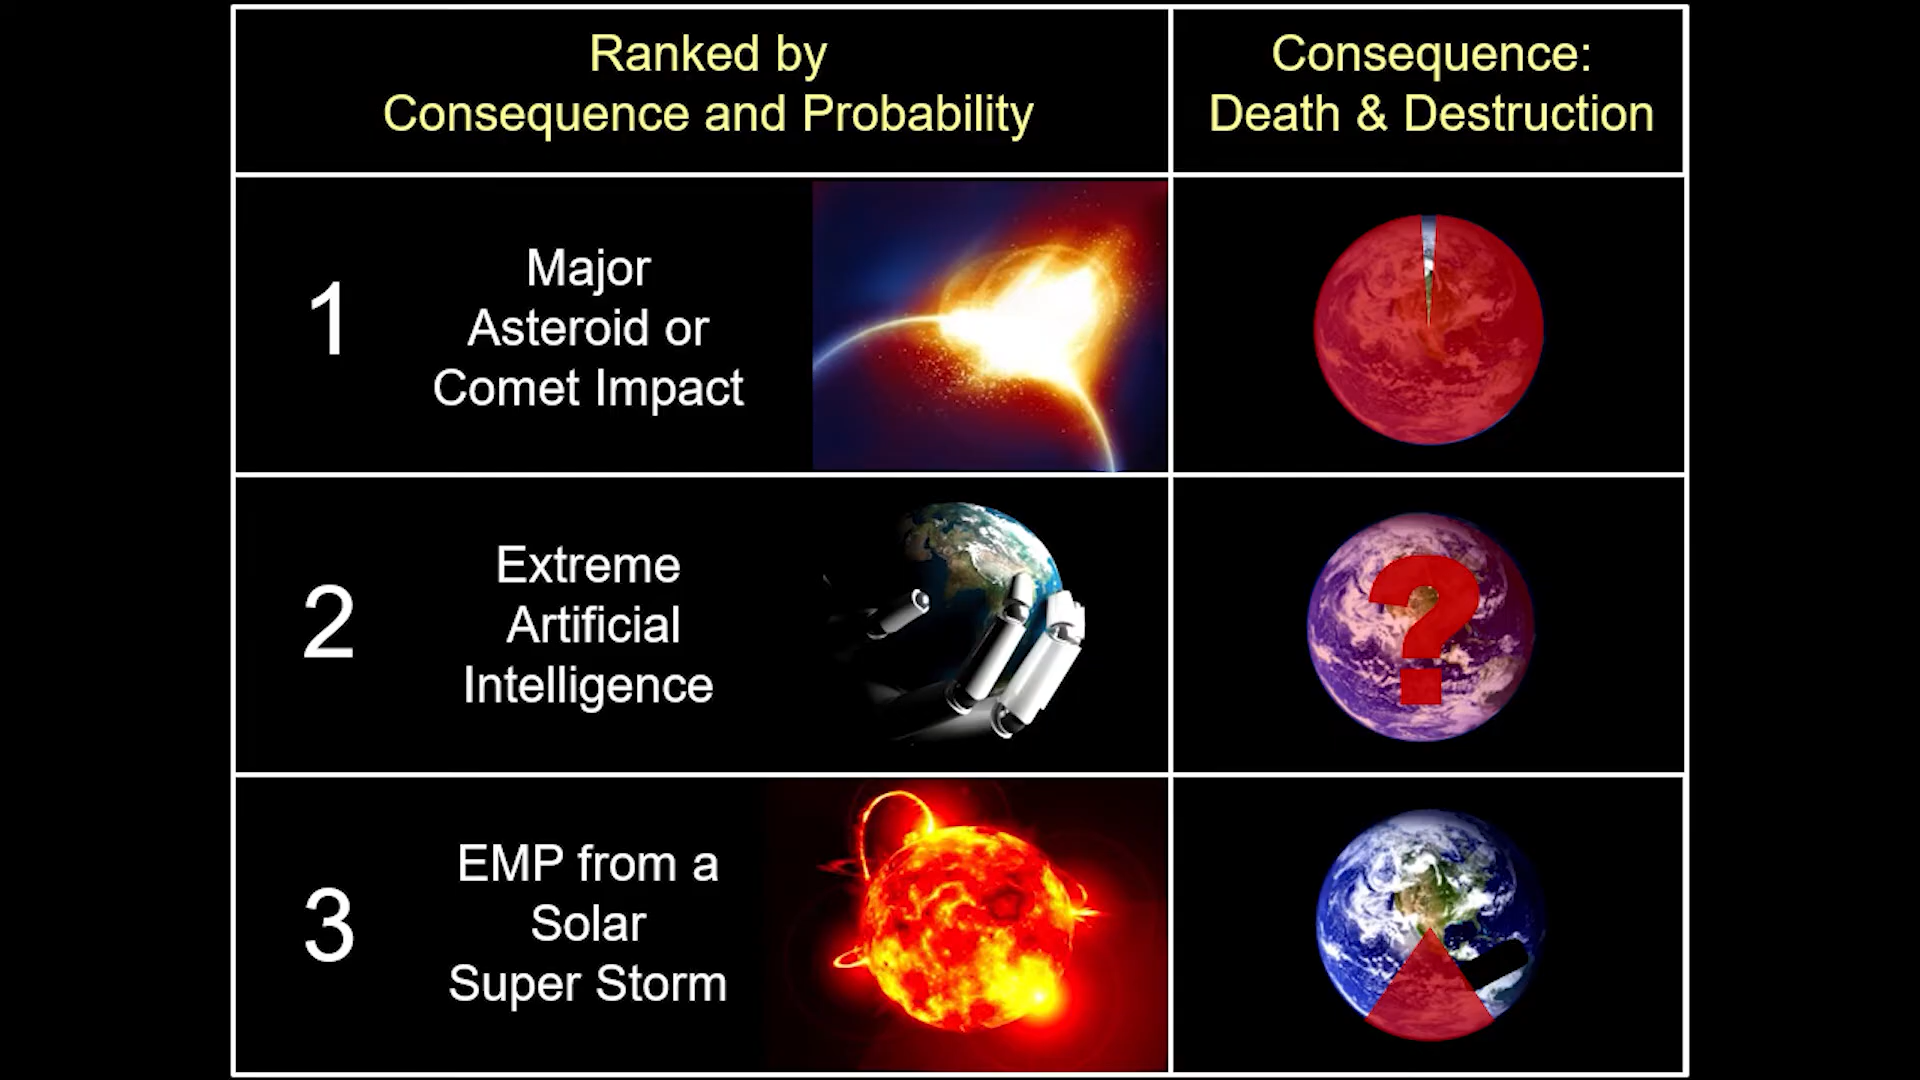 Ranked by
Consequence and Probability
Consequence:
Death & Destruction
1
Major
Asteroid or
Comet Impact
2
Extreme
Artificial
Intelligence
?
3
EMP from a
Solar
Super Storm